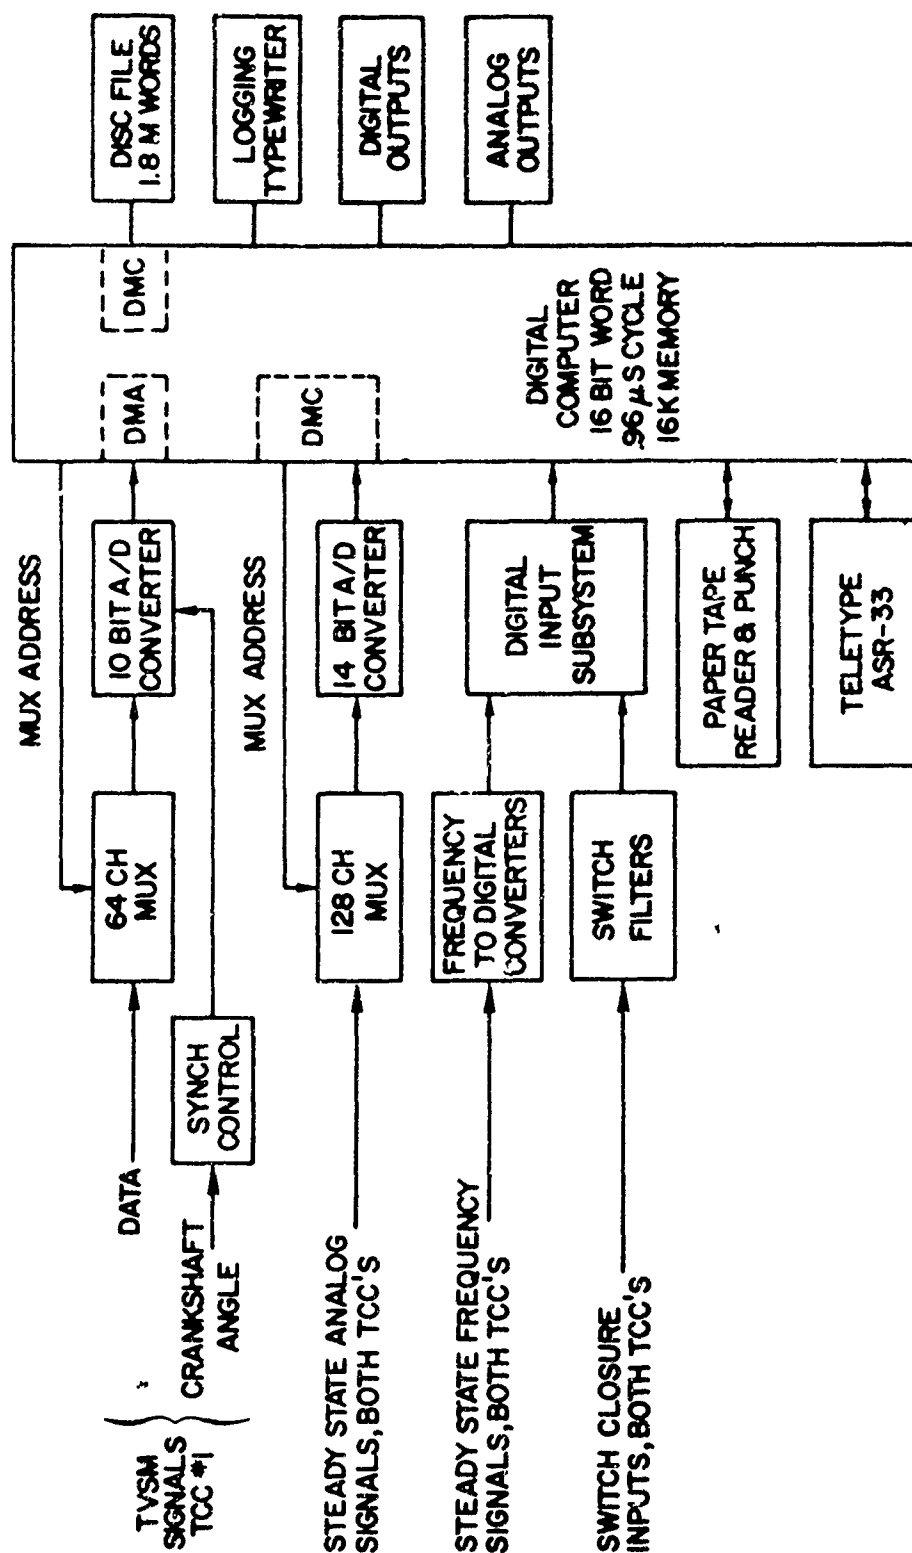 TVSM
SIGNALS
TCC #1
DATA
CRANKSHAFT
ANGLE
SYNCH
CONTROL
64 CH
MUX
MUX ADDRESS
10 BIT A/D
CONVERTER
DMA
DMC
DISC FILE
1.8 M WORDS
LOGGING
TYPEWRITER
DIGITAL
OUTPUTS
ANALOG
OUTPUTS
STEADY STATE ANALOG
SIGNALS, BOTH TCC'S
128 CH
MUX
MUX ADDRESS
14 BIT A/D
CONVERTER
DMC
DIGITAL
COMPUTER
16 BIT WORD
.96 µS CYCLE
16K MEMORY
STEADY STATE FREQUENCY
SIGNALS, BOTH TCC'S
FREQUENCY
TO DIGITAL
CONVERTERS
DIGITAL
INPUT
SUBSYSTEM
SWITCH CLOSURE
INPUTS, BOTH TCC'S
SWITCH
FILTERS
PAPER TAPE
READER & PUNCH
TELETYPE
ASR-33